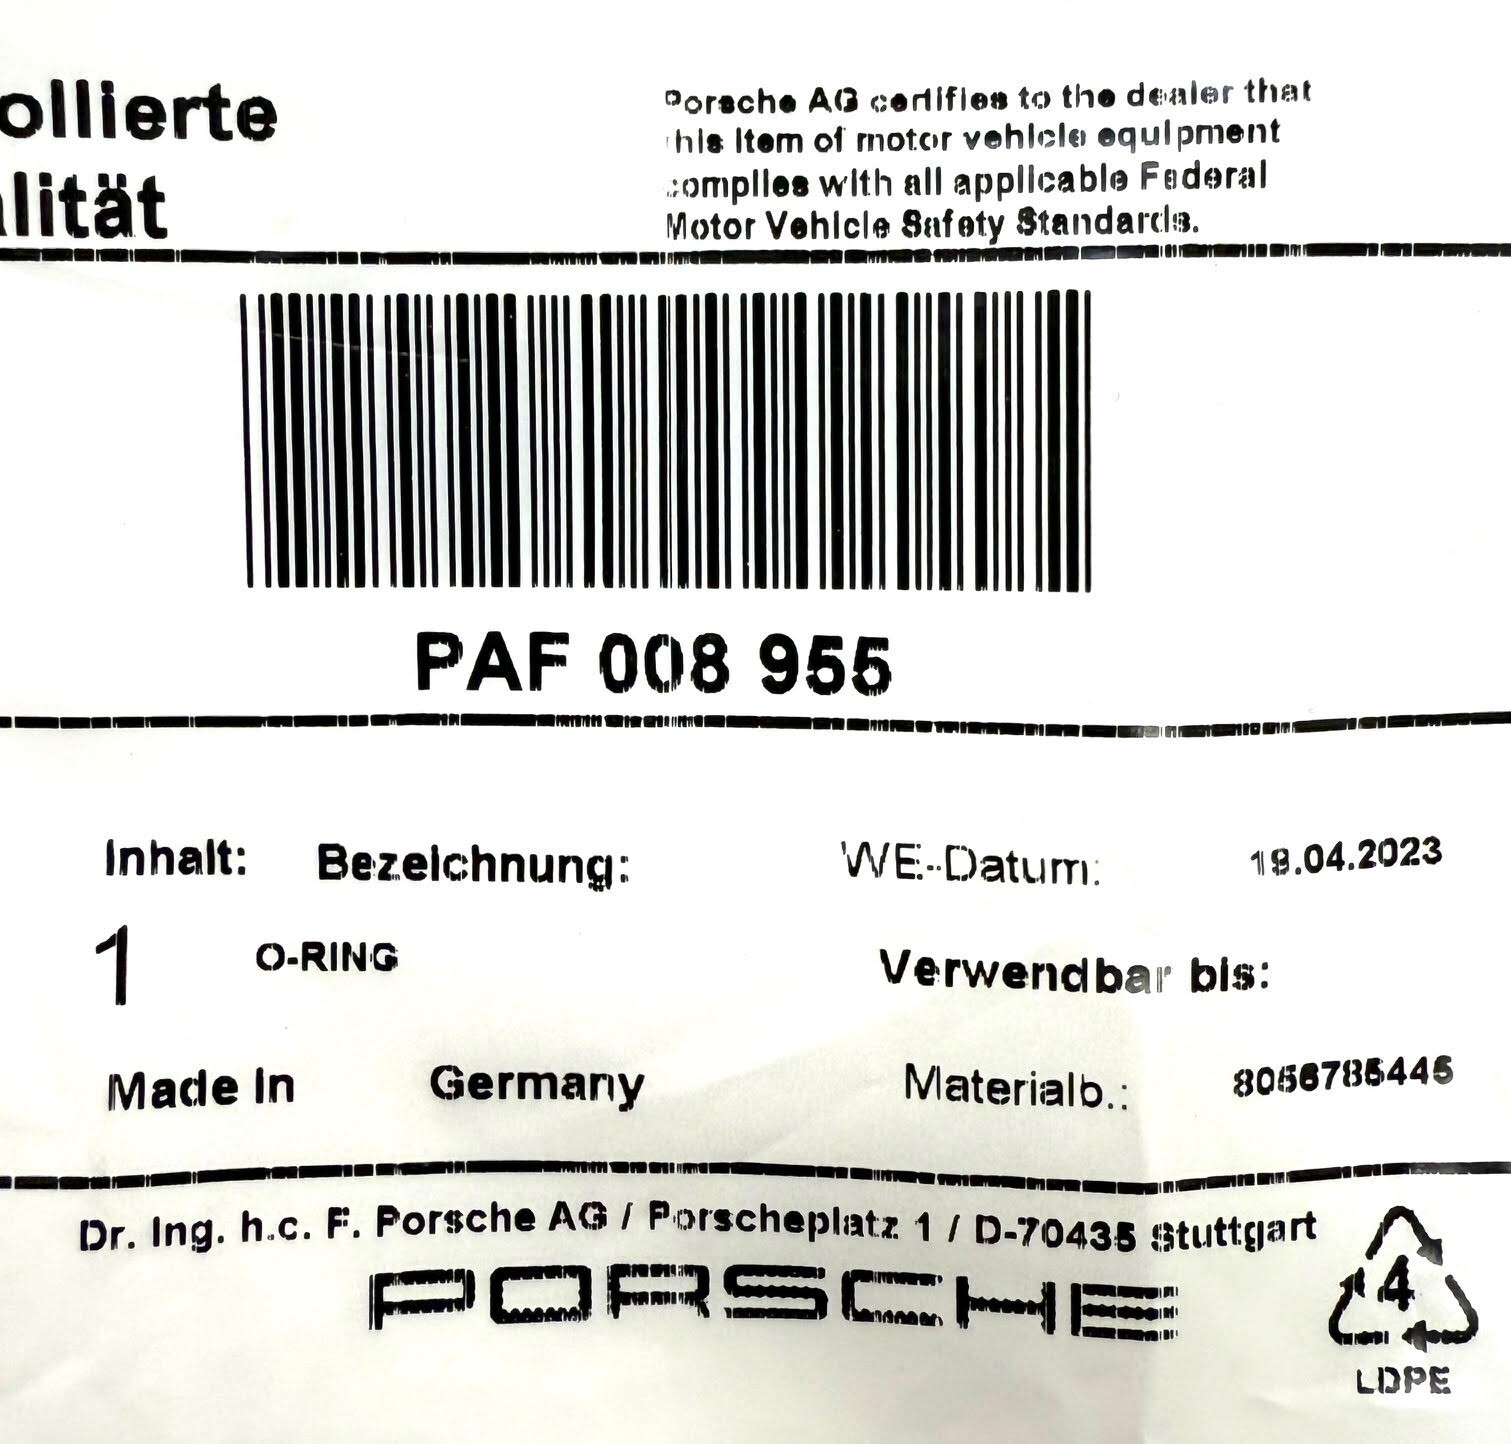 ollierte
alität
Porsche AG certifies to the dealer that
this item of motor vehicle equipment
complies with all applicable Federal
Motor Vehicle Safety Standards.
PAF 008 955
Inhalt: Bezeichnung: WE-Datum: 19.04.2023
1 O-RING Verwendbar bis:
Made in Germany Materialb.:
Dr. Ing. h.c. F. Porsche AG / Porscheplatz 1 / D-70435 Stuttgart
PORSCHE
4
LDPE